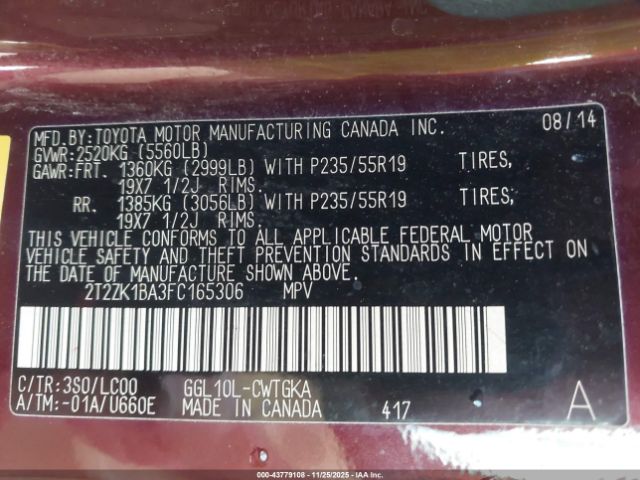 MFD.BY:TOYOTA MOTOR MANUFACTURING CANADA INC. 08/14
GVWR:2520KG (5560LB)
GAWR:FRT. 1360KG (2999LB) WITH P235/55R19 TIRES,
19X7 1/2J RIMS.
RR. 1385KG (3056LB) WITH P235/55R19 TIRES,
19X7 1/2J RIMS.
THIS VEHICLE CONFORMS TO ALL APPLICABLE FEDERAL MOTOR
VEHICLE SAFETY AND THEFT PREVENTION STANDARDS IN EFFECT ON
THE DATE OF MANUFACTURE SHOWN ABOVE.
2T2ZK1BA3FC165306 MPV
C/TR:3S0/LC00 GGL10L-CWTGKA
A/TM:-01A/U660E MADE IN CANADA 417 A
000-43779108 - 11/25/2025 - IAA Inc.